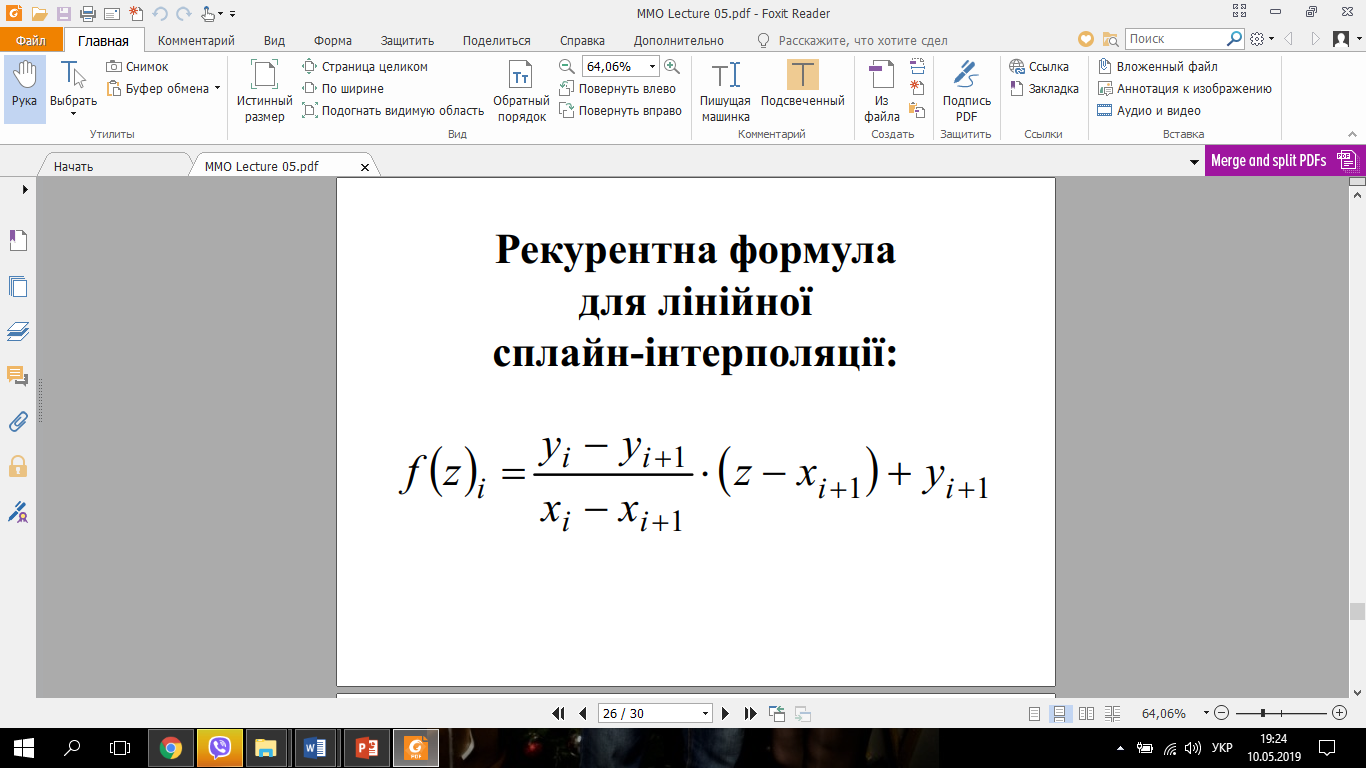 MMO Lecture 05.pdf - Foxit Reader
Файл Главная Комментарий Вид Форма Защитить Поделиться Справка Дополнительно Расскажите, что хотите сдел Поиск
Рука
Выбрать
Снимок
Буфер обмена
Утилиты
Истинный
размер
Страница целиком
По ширине
Подогнать видимую область
Обратный
порядок
64,06%
Повернуть влево
Повернуть вправо
Вид
Пишущая
машинка
Подсвеченный
Комментарий
Из
файла
Создать
Подпись
PDF
Защитить
Ссылка
Закладка
Ссылки
Вложенный файл
Аннотация к изображению
Аудио и видео
Вставка
Начать
MMO Lecture 05.pdf
Merge and split PDFs
Рекурентна формула
для лінійної
сплайн-інтерполяції:
f(z)_i = (y_i − y_{i+1}) / (x_i − x_{i+1}) · (z − x_{i+1}) + y_{i+1}
26 / 30
64,06%
УКР
19:24
10.05.2019